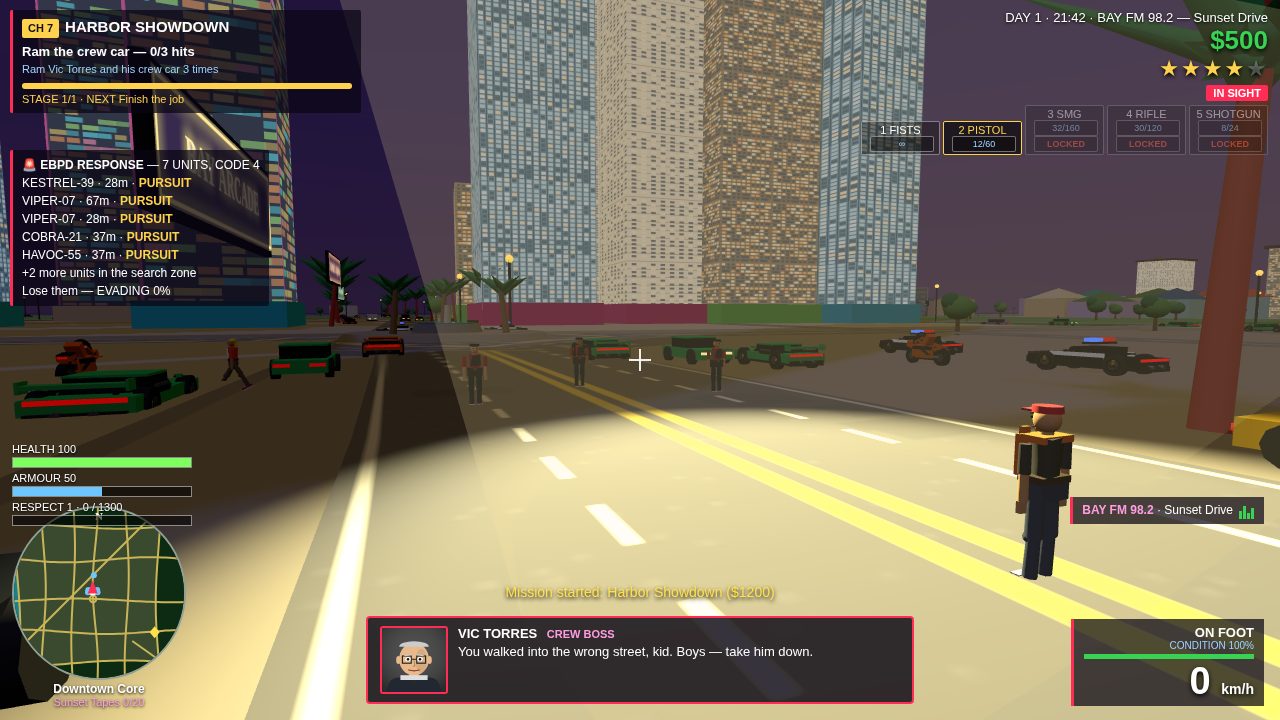 CH 7 HARBOR SHOWDOWN
Ram the crew car — 0/3 hits
Ram Vic Torres and his crew car 3 times
STAGE 1/1 · NEXT Finish the job
DAY 1 · 21:42 · BAY FM 98.2 — Sunset Drive
$500
IN SIGHT
1 FISTS
∞
2 PISTOL
12/60
3 SMG
32/160
LOCKED
4 RIFLE
30/120
LOCKED
5 SHOTGUN
8/24
LOCKED
🚨 EBPD RESPONSE — 7 UNITS, CODE 4
KESTREL-39 · 28m · PURSUIT
VIPER-07 · 67m · PURSUIT
VIPER-07 · 28m · PURSUIT
COBRA-21 · 37m · PURSUIT
HAVOC-55 · 37m · PURSUIT
+2 more units in the search zone
Lose them — EVADING 0%
ARCADE
HEALTH 100
ARMOUR 50
RESPECT 1 · 0 / 1300
N
Downtown Core
Sunset Tapes 0/20
BAY FM 98.2 · Sunset Drive
Mission started: Harbor Showdown ($1200)
VIC TORRES CREW BOSS
You walked into the wrong street, kid. Boys — take him down.
ON FOOT
CONDITION 100%
0 km/h